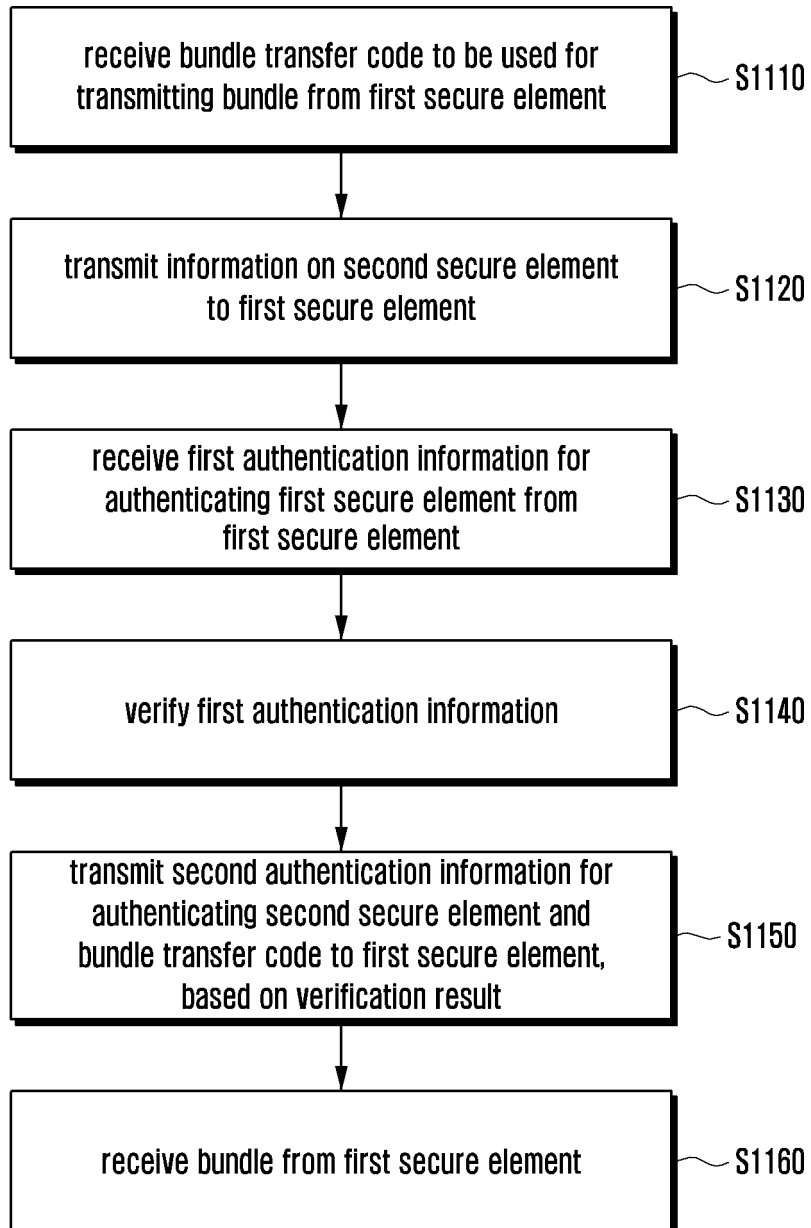 receive bundle transfer code to be used for
transmitting bundle from first secure element
S1110
transmit information on second secure element
to first secure element
S1120
receive first authentication information for
authenticating first secure element from
first secure element
S1130
verify first authentication information
S1140
transmit second authentication information for
authenticating second secure element and
bundle transfer code to first secure element,
based on verification result
S1150
receive bundle from first secure element
S1160